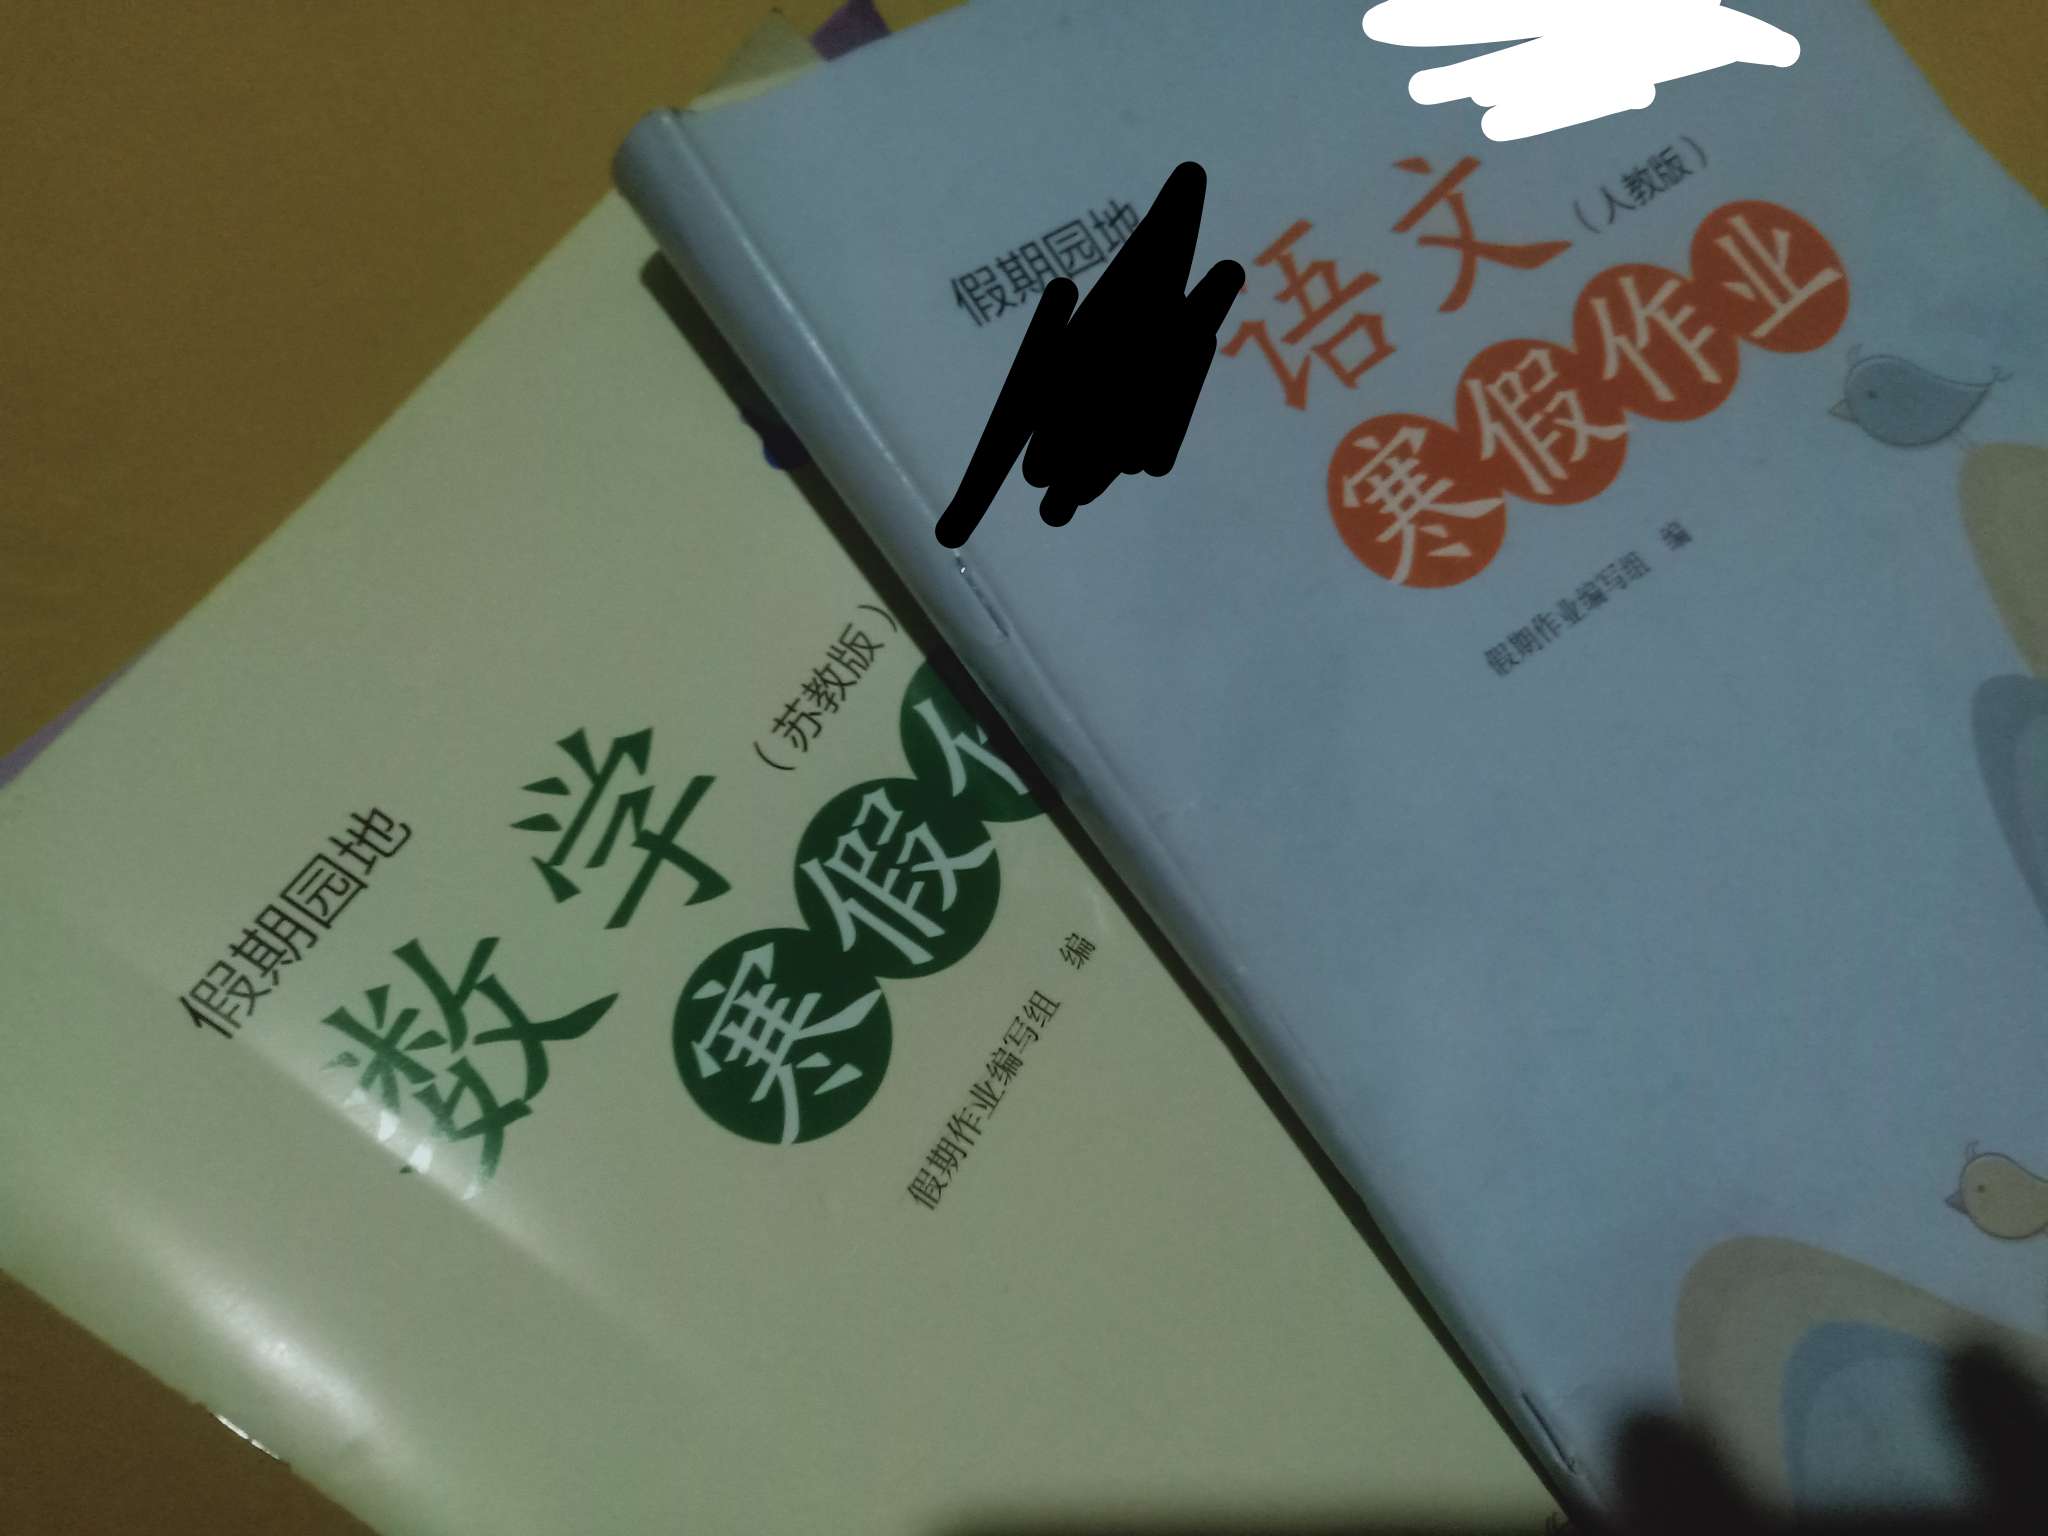 假期园地
语文
（人教版）
寒假作业
假期作业编写组 编
假期园地
数学
（苏教版）
寒假
假期作业编写组 编